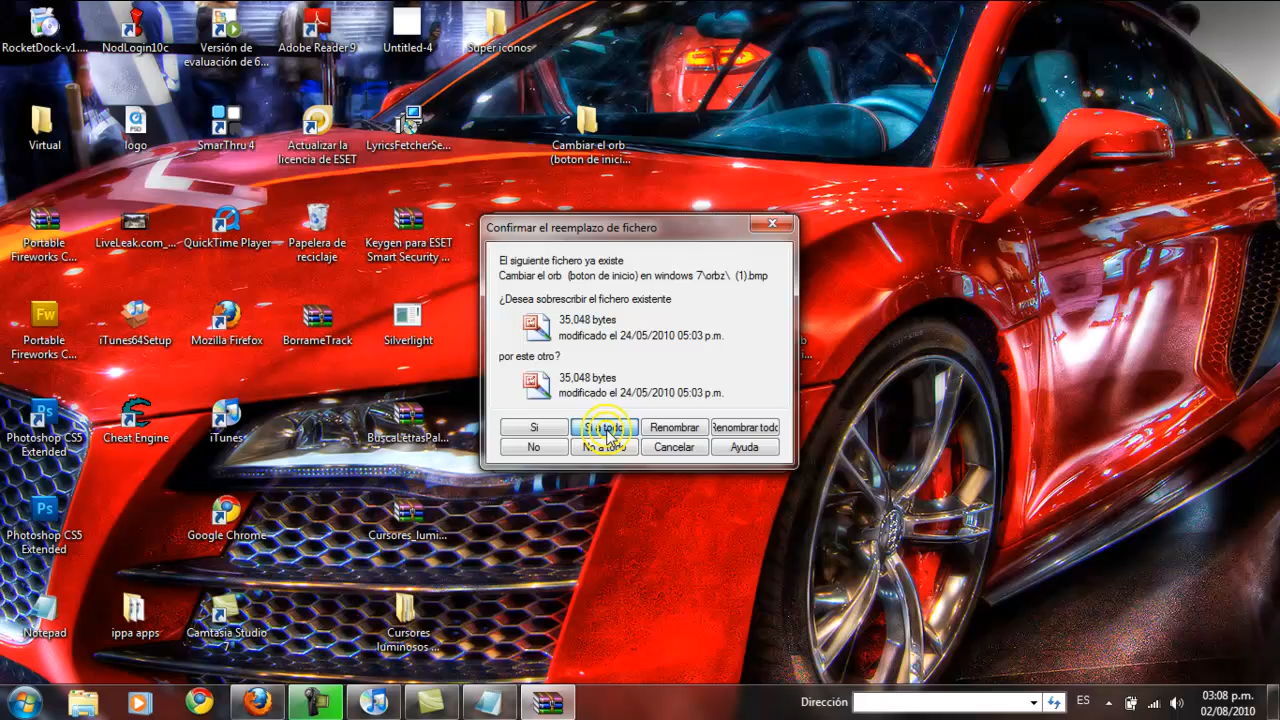 RocketDock-v1....
NodLogin10c
Versión de
evaluación de 6...
Adobe Reader 9
Untitled-4
Super iconos
Virtual
logo
SmarThru 4
Actualizar la
licencia de ESET
LyricsFetcherSe...
Cambiar el orb
(boton de inici...
Portable
Fireworks C...
LiveLeak.com_...
QuickTime Player
Papelera de
reciclaje
Keygen para ESET
Smart Security ...
Portable
Fireworks C...
iTunes64Setup
Mozilla Firefox
BorrameTrack
Silverlight
Photoshop CS5
Extended
Cheat Engine
iTunes
BuscaLetrasPal...
Photoshop CS5
Extended
Google Chrome
Cursores_lumi...
Notepad
ippa apps
Camtasia Studio
7
Cursores
luminosos ...
Confirmar el reemplazo de fichero
El siguiente fichero ya existe
Cambiar el orb (boton de inicio) en windows 7\orbz\ (1).bmp
¿Desea sobrescribir el fichero existente
35,048 bytes
modificado el 24/05/2010 05:03 p.m.
por este otro?
35,048 bytes
modificado el 24/05/2010 05:03 p.m.
Si
Si a todo
Renombrar
Renombrar todo
No
No a todo
Cancelar
Ayuda
Dirección
ES
03:08 p.m.
02/08/2010